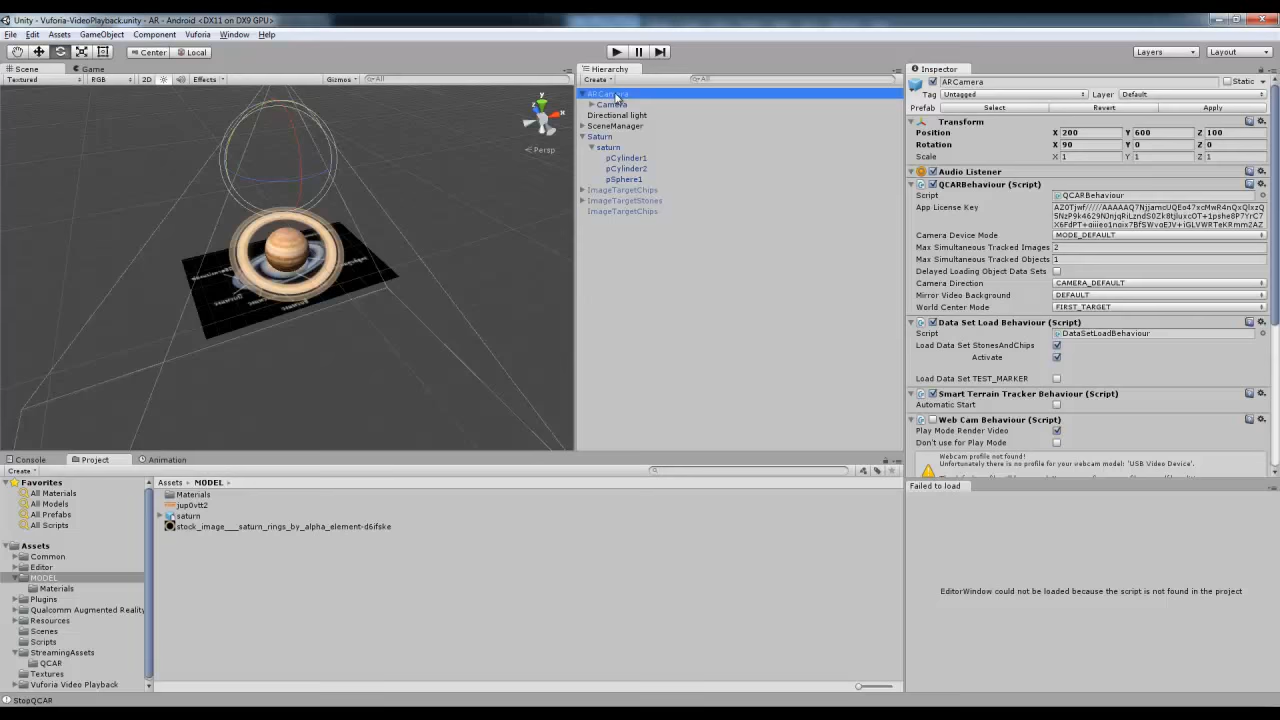 Unity - Vuforia-VideoPlayback.unity - AR - Android <DX11 on DX9 GPU>
File Edit Assets GameObject Component Vuforia Window Help
Center Local Layers Layout
Scene Game
Textured RGB 2D Effects Gizmos All
y
Persp
Hierarchy
Create All
ARCamera
Camera
Directional light
SceneManager
Saturn
saturn
pCylinder1
pCylinder2
pSphere1
ImageTargetChips
ImageTargetStones
ImageTargetChips
Inspector
ARCamera Static
Tag Untagged Layer Default
Prefab Select Revert Apply
Transform
Position X 200 Y 600 Z 100
Rotation X 90 Y 0 Z 0
Scale X 1 Y 1 Z 1
Audio Listener
QCARBehaviour (Script)
Script QCARBehaviour
App License Key
Camera Device Mode MODE_DEFAULT
Max Simultaneous Tracked Images 2
Max Simultaneous Tracked Objects 1
Delayed Loading Object Data Sets
Camera Direction CAMERA_DEFAULT
Mirror Video Background DEFAULT
World Center Mode FIRST_TARGET
Data Set Load Behaviour (Script)
Script DataSetLoadBehaviour
Load Data Set StonesAndChips
Activate
Load Data Set TEST_MARKER
Smart Terrain Tracker Behaviour (Script)
Automatic Start
Web Cam Behaviour (Script)
Play Mode Render Video
Don't use for Play Mode
Webcam profile not found!
Unfortunately there is no profile for your webcam model: 'USB Video Device'.
Failed to load
EditorWindow could not be loaded because the script is not found in the project
Console Project Animation
Create
Favorites
All Materials
All Models
All Prefabs
All Scripts
Assets
Common
Editor
MODEL
Materials
Plugins
Qualcomm Augmented Reality
Resources
Scenes
Scripts
StreamingAssets
QCAR
Textures
Vuforia Video Playback
Assets MODEL
Materials
jup0vtt2
saturn
stock_image___saturn_rings_by_alpha_element-d6ifske
StopQCAR